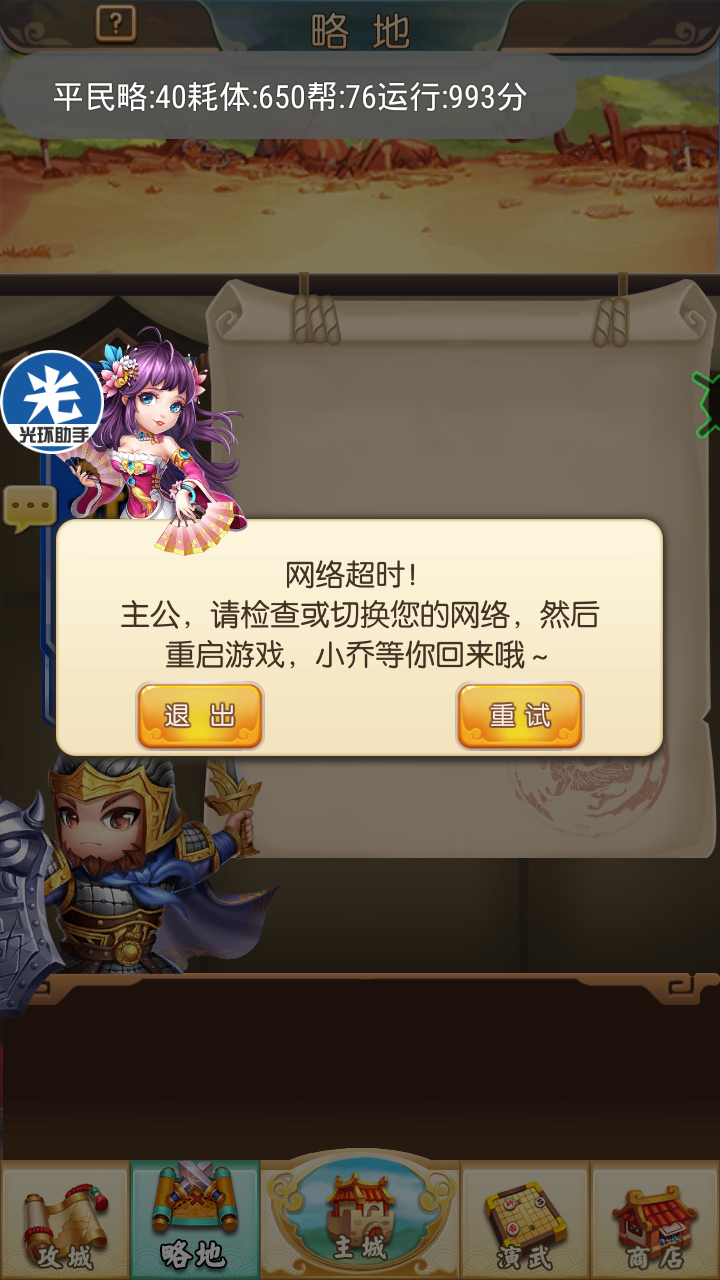 ?
略地
平民略:40耗体:650帮:76运行:993分
光
光环助手
网络超时!
主公，请检查或切换您的网络，然后
重启游戏，小乔等你回来哦~
退出
重试
攻城
略地
主城
演武
商店